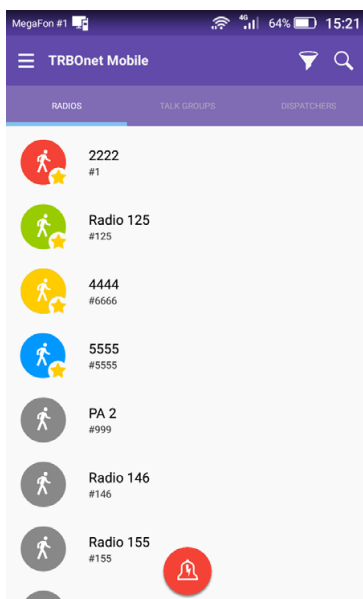 MegaFon #1 4G 64% 15:21
TRBOnet Mobile
RADIOS TALK GROUPS DISPATCHERS
2222
#1
Radio 125
#125
4444
#6666
5555
#5555
PA 2
#999
Radio 146
#146
Radio 155
#155